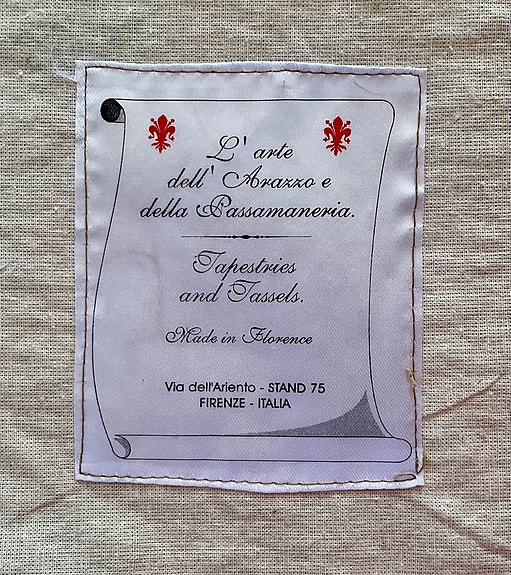 L' arte
dell' Arazzo e
della Passamaneria.
Tapestries
and Tassels.
Made in Florence
Via dell'Ariento - STAND 75
FIRENZE - ITALIA